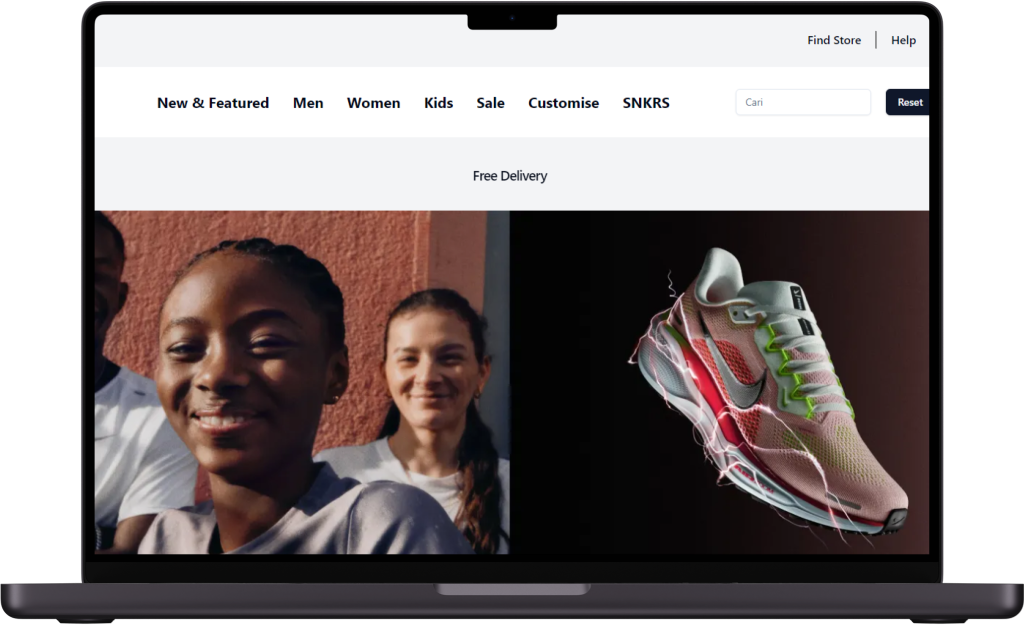 Find Store | Help
New & Featured Men Women Kids Sale Customise SNKRS Cari Reset
Free Delivery